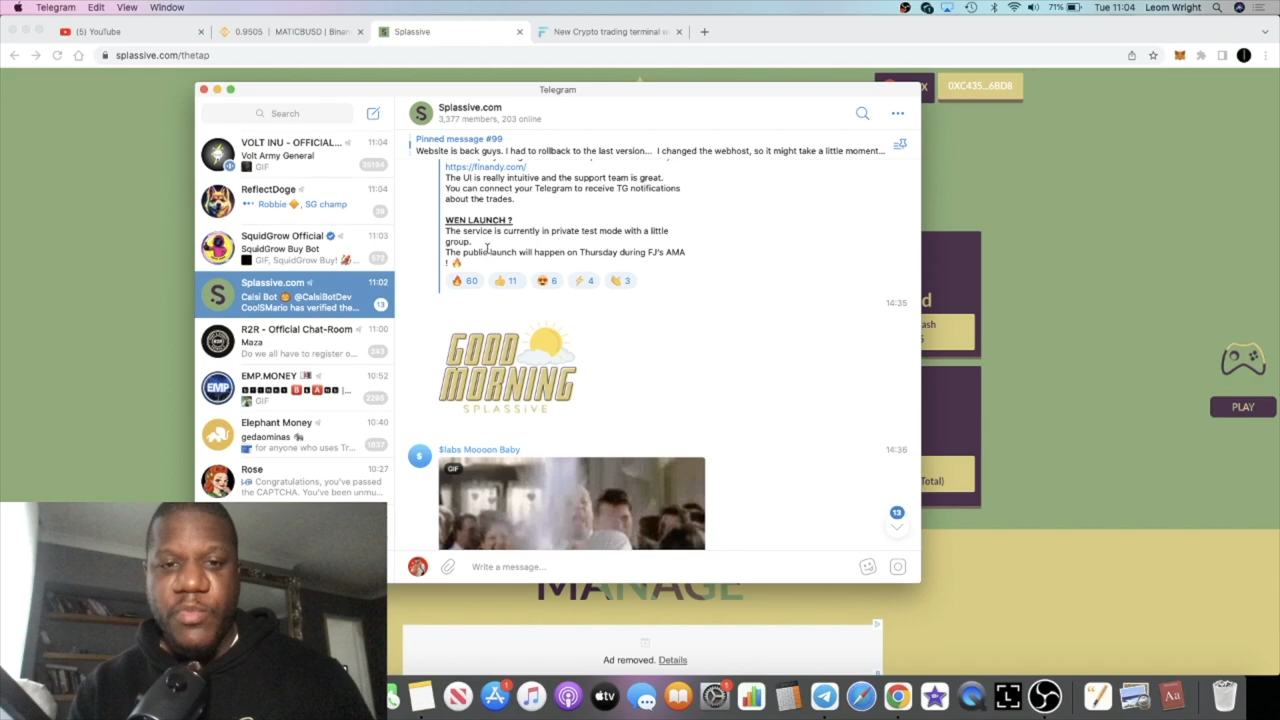 Telegram Edit View Window
71% Tue 11:04 Leom Wright
(5) YouTube
0.9505 | MATICBUSD | Binan
Splassive
New Crypto trading terminal w
splassive.com/thetap
0XC435...6BD8
Telegram
Search
VOLT INU - OFFICIAL... 11:04
Volt Army General
GIF 35154
ReflectDoge 11:04
Robbie 🔶, SG champ
SquidGrow Official 11:03
SquidGrow Buy Bot
GIF, SquidGrow Buy! 572
Splassive.com 11:02
Calsi Bot @CalsiBotDev
CoolSMario has verified the... 13
R2R - Official Chat-Room 11:00
Maza
Do we all have to register o... 243
EMP.MONEY 10:52
GIF 2295
Elephant Money 10:40
gedaominas
for anyone who uses Tr... 1837
Rose 10:27
Congratulations, you've passed
the CAPTCHA. You've been unmu...
Splassive.com
3,377 members, 203 online
Pinned message #99
Website is back guys. I had to rollback to the last version... I changed the webhost, so it might take a little moment...
https://finandy.com/
The UI is really intuitive and the support team is great.
You can connect your Telegram to receive TG notifications
about the trades.
WEN LAUNCH ?
The service is currently in private test mode with a little
group.
The public launch will happen on Thursday during FJ's AMA
! 🔥
🔥 60 👍 11 😍 6 ⚡ 4 👏 3
14:35
GOOD
MORNING
SPLASSIVE
$labs Moooon Baby 14:36
GIF
13
Write a message...
d
ash
Total)
PLAY
MANAGE
Ad removed. Details